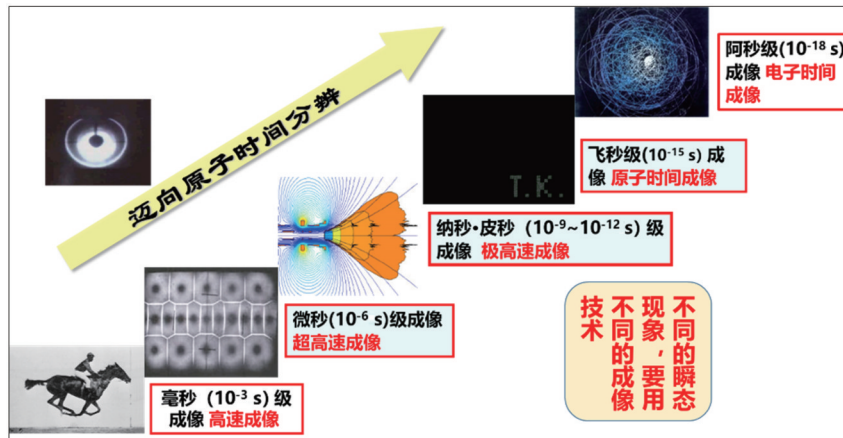 阿秒级(10-18 s)
成像 电子时间
成像
迈向原子时间分辨
飞秒级(10-15 s) 成
像 原子时间成像
T.K.
纳秒·皮秒（10-9~10-12 s）级
成像 极高速成像
微秒(10-6 s)级成像
超高速成像
毫秒（10-3 s）级
成像 高速成像
不同的瞬态
现象，要用
不同的成像
技术